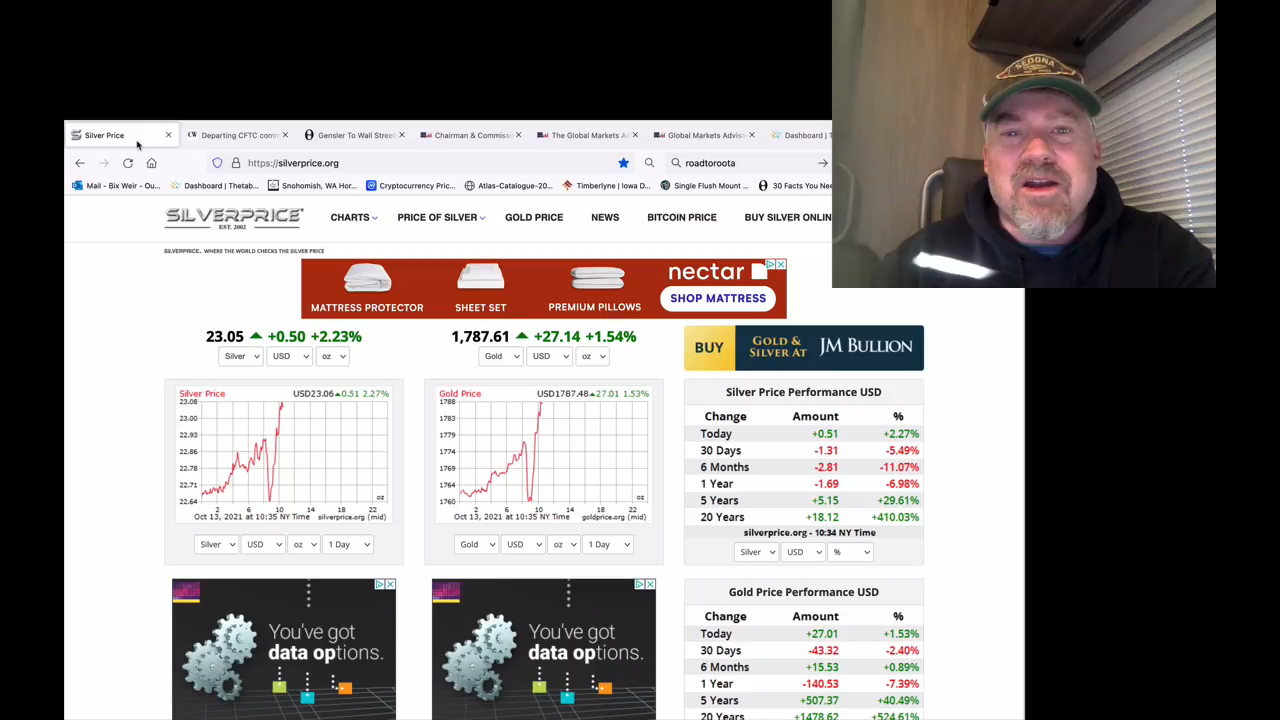 SEDONA
Silver Price
CW Departing CFTC comm
Gensler To Wall Street
Chairman & Commissi
The Global Markets A
Global Markets Adviso
Dashboard | T
https://silverprice.org
roadtoroota
Mail - Bix Weir - Ou...
Dashboard | Thetab...
Snohomish, WA Hor...
Cryptocurrency Pric...
Atlas-Catalogue-20...
Timberlyne | Iowa D...
Single Flush Mount ...
30 Facts You Nee
SILVERPRICE
EST. 2002
CHARTS
PRICE OF SILVER
GOLD PRICE
NEWS
BITCOIN PRICE
BUY SILVER ONLIN
SILVERPRICE. WHERE THE WORLD CHECKS THE SILVER PRICE
MATTRESS PROTECTOR
SHEET SET
PREMIUM PILLOWS
nectar
SHOP MATTRESS
23.05 +0.50 +2.23%
Silver USD oz
1,787.61 +27.14 +1.54%
Gold USD oz
BUY GOLD & SILVER AT JM BULLION
Silver Price USD23.06▲0.51 2.27%
23.08
23.00
22.93
22.86
22.78
22.71
22.64
2 6 10 14 18 22
oz
Oct 13, 2021 at 10:35 NY Time silverprice.org (mid)
Silver USD oz 1 Day
Gold Price USD1787.48▲27.01 1.53%
1788
1783
1779
1774
1769
1765
1760
2 6 10 14 18 22
oz
Oct 13, 2021 at 10:35 NY Time goldprice.org (mid)
Gold USD oz 1 Day
Silver Price Performance USD
Change Amount %
Today +0.51 +2.27%
30 Days -1.31 -5.49%
6 Months -2.81 -11.07%
1 Year -1.69 -6.98%
5 Years +5.15 +29.61%
20 Years +18.12 +410.03%
silverprice.org - 10:34 NY Time
Silver USD %
You've got
data options.
You've got
data options.
Gold Price Performance USD
Change Amount %
Today +27.01 +1.53%
30 Days -43.32 -2.40%
6 Months +15.53 +0.89%
1 Year -140.53 -7.39%
5 Years +507.37 +40.49%
20 Years +1478.62 +524.61%